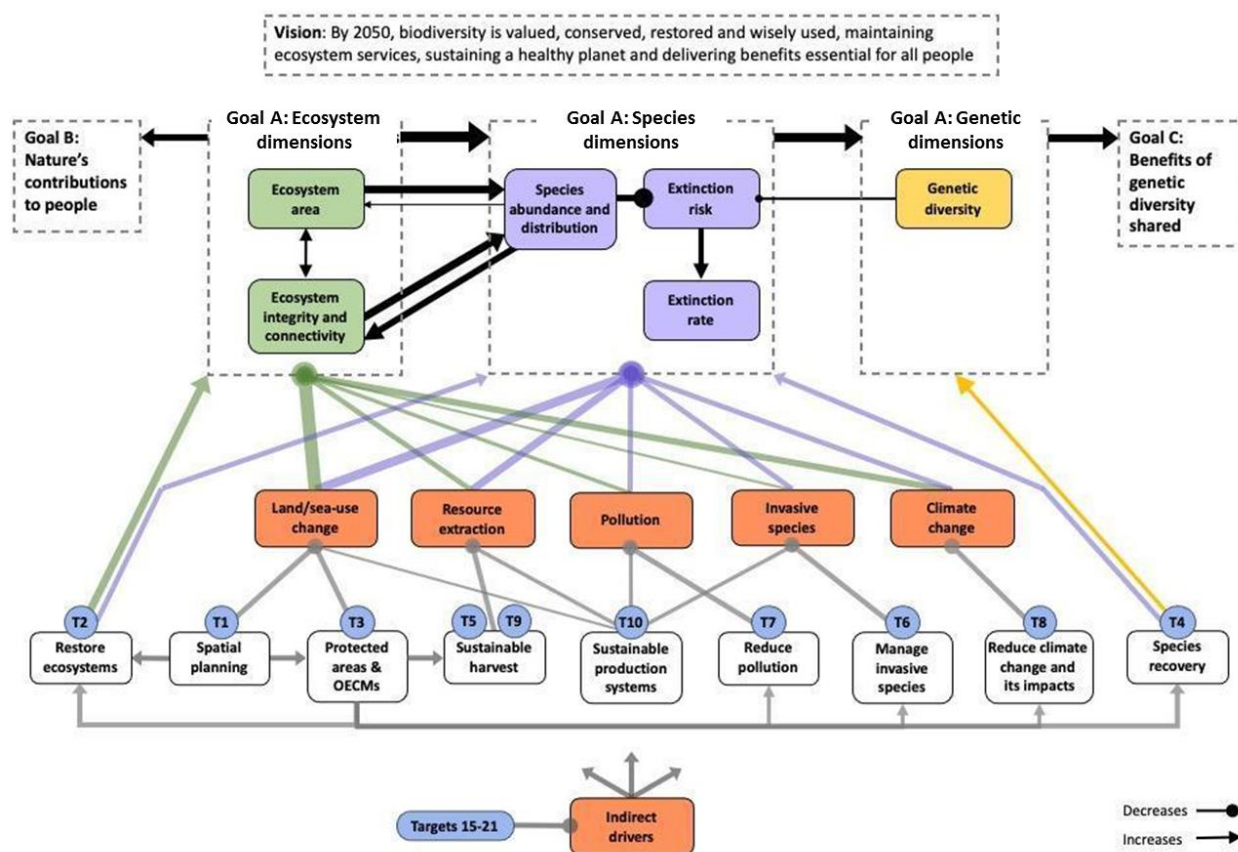 Vision: By 2050, biodiversity is valued, conserved, restored and wisely used, maintaining
ecosystem services, sustaining a healthy planet and delivering benefits essential for all people
Goal B:
Nature's
contributions
to people
Goal A: Ecosystem
dimensions
Goal A: Species
dimensions
Goal A: Genetic
dimensions
Goal C:
Benefits of
genetic
diversity
shared
Ecosystem
area
Species
abundance and
distribution
Extinction
risk
Genetic
diversity
Ecosystem
integrity and
connectivity
Extinction
rate
Land/sea-use
change
Resource
extraction
Pollution
Invasive
species
Climate
change
T2
Restore
ecosystems
T1
Spatial
planning
T3
Protected
areas &
OECMs
T5
T9
Sustainable
harvest
T10
Sustainable
production
systems
T7
Reduce
pollution
T6
Manage
invasive
species
T8
Reduce climate
change and
its impacts
T4
Species
recovery
Targets 15-21
Indirect
drivers
Decreases
Increases